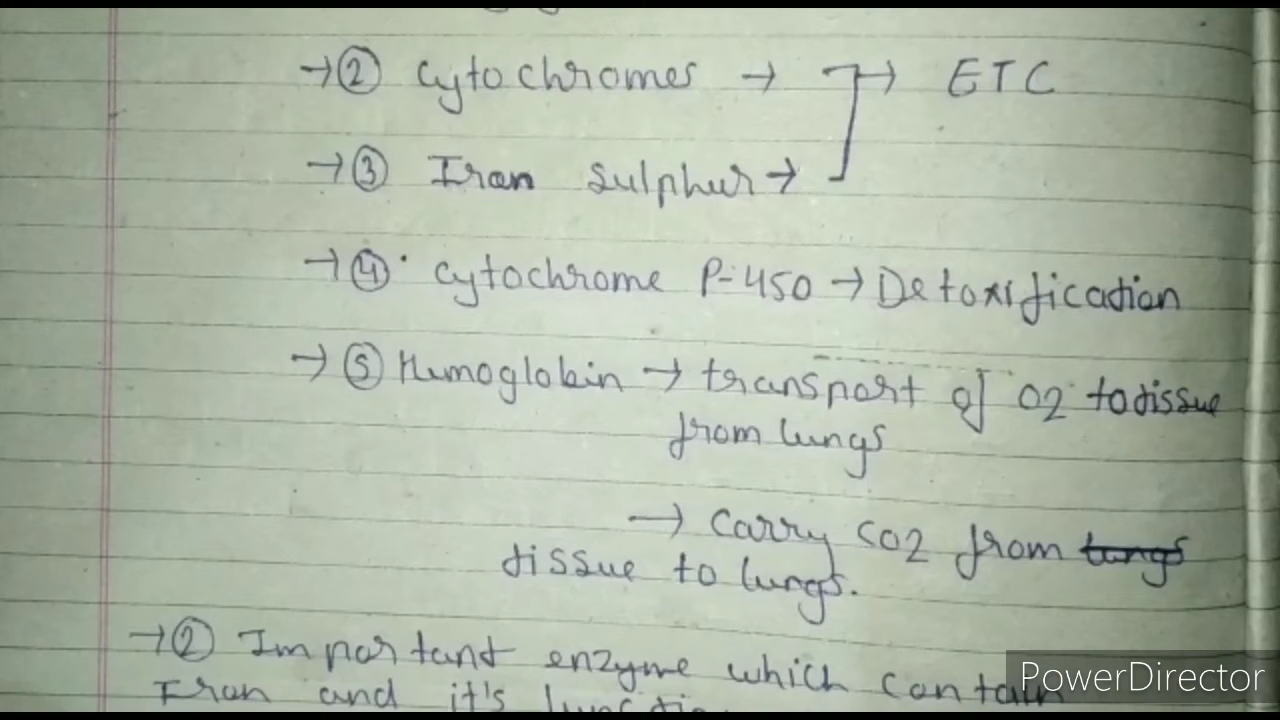 →② Cytochromes → → ETC
→③ Iron sulphur →
→④ Cytochrome P-450 → Detoxification
→⑤ Hemoglobin → transport of O2 to tissue
from lungs
→ Carry CO2 from lungs
tissue to lungs.
→② Important enzyme which contain
Iron and it's
PowerDirector